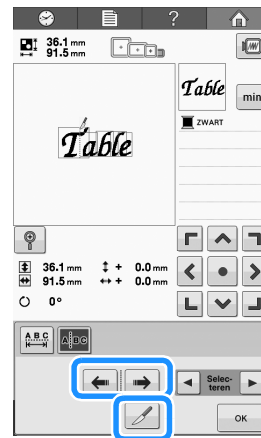 ?
36.1 mm
91.5 mm
Table
Table
min
ZWART
36.1 mm
+ 0.0 mm
91.5 mm
+ 0.0 mm
0°
A B C
A B C
Selec-
teren
OK